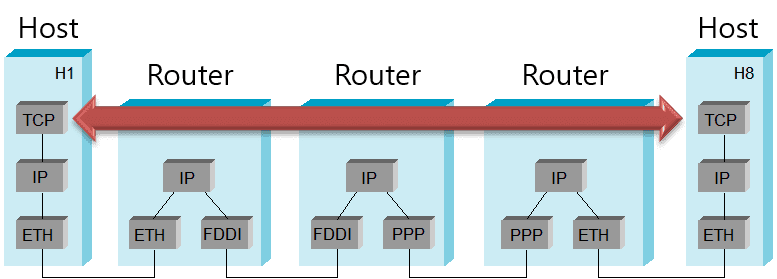 Host
Host
H1
Router
Router
Router
H8
TCP
TCP
IP
IP
IP
IP
IP
ETH
ETH
FDDI
FDDI
PPP
PPP
ETH
ETH